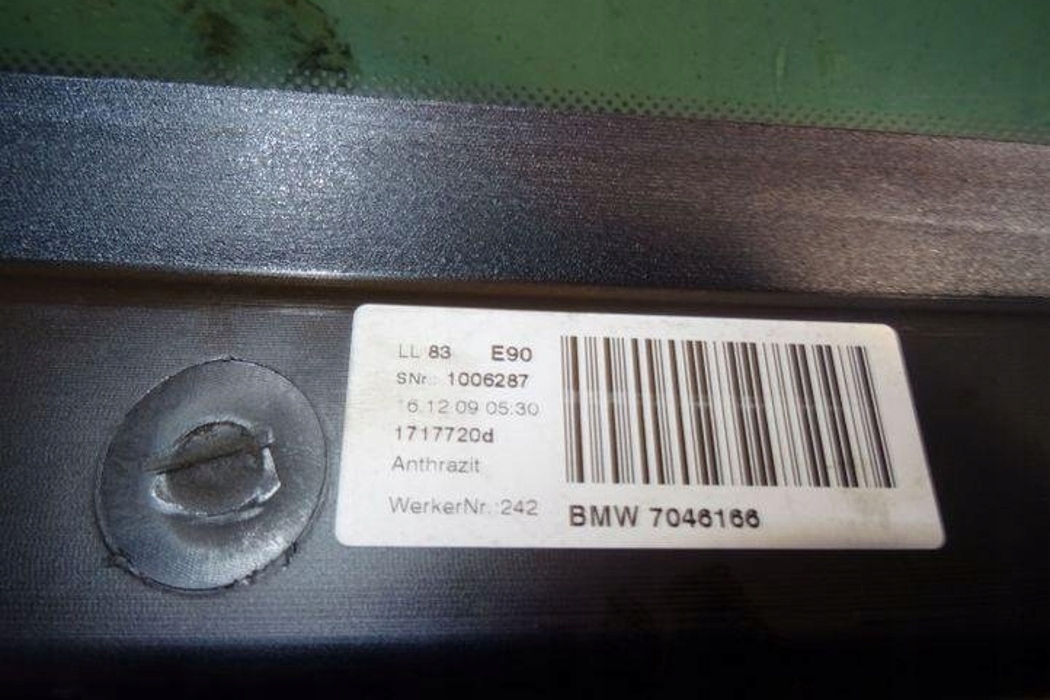 LL 83 E90
SNr.: 1006287
16.12.09 05:30
1717720d
Anthrazit
WerkerNr.:242
BMW 7046166